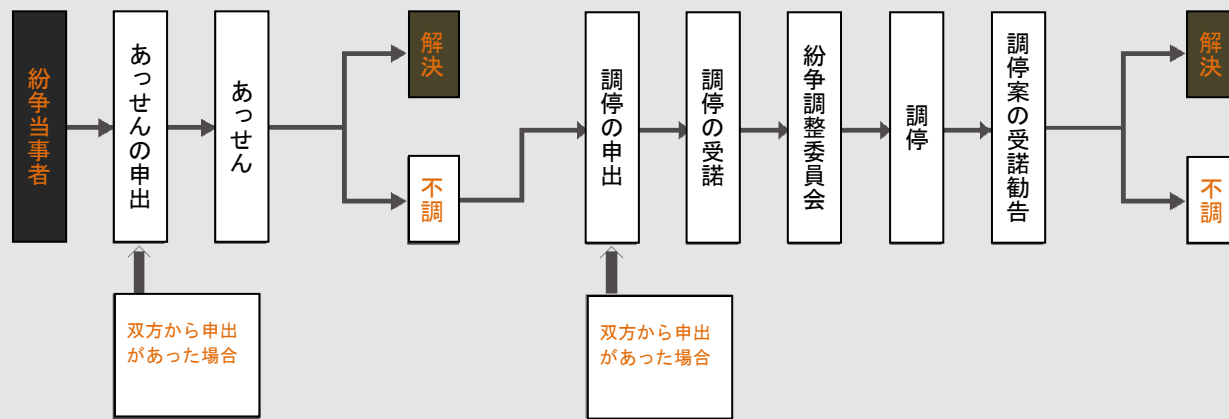 紛争当事者
あっせんの申出
あっせん
解決
不調
調停の申出
調停の受諾
紛争調整委員会
調停
調停案の受諾勧告
解決
不調
双方から申出
があった場合
双方から申出
があった場合